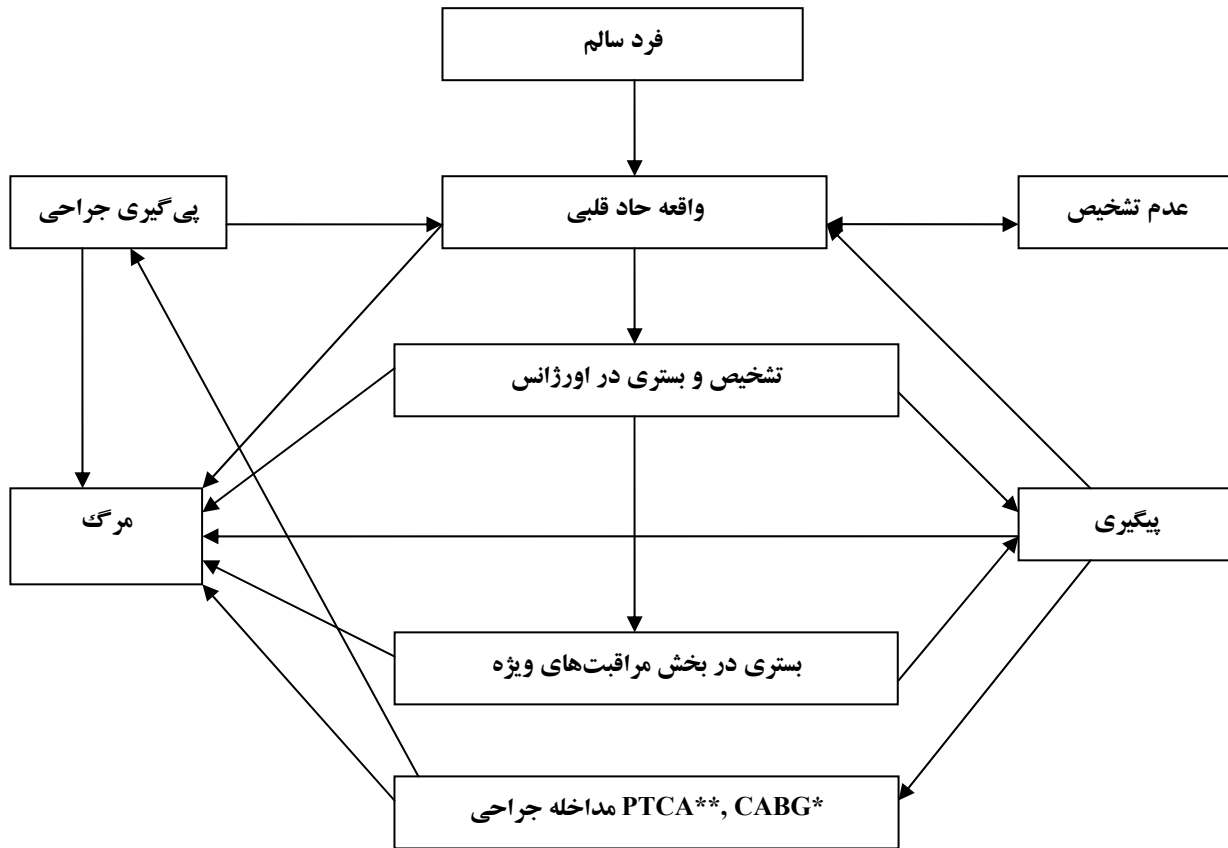 فرد سالم
پی‌گیری جراحی
واقعه حاد قلبی
عدم تشخیص
تشخیص و بستری در اورژانس
مرگ
پیگیری
بستری در بخش مراقبت‌های ویژه
مداخله جراحی PTCA**, CABG*